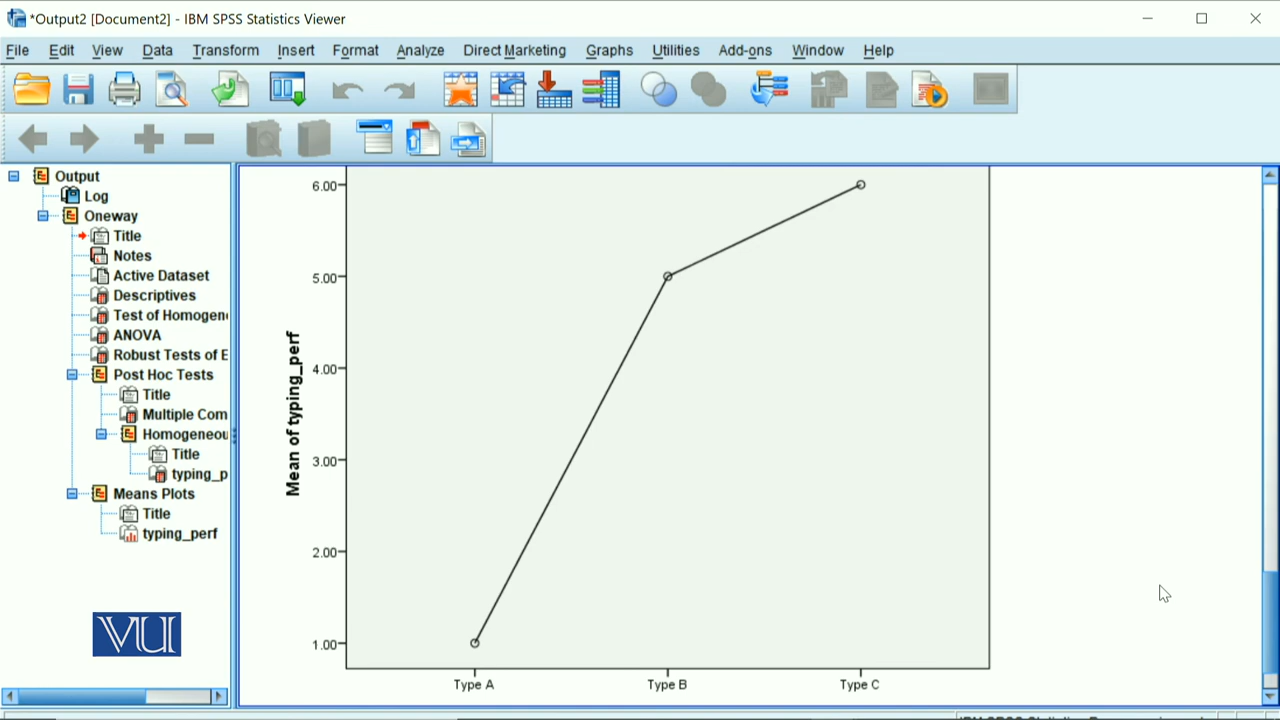 *Output2 [Document2] - IBM SPSS Statistics Viewer
File Edit View Data Transform Insert Format Analyze Direct Marketing Graphs Utilities Add-ons Window Help
Output
Log
Oneway
Title
Notes
Active Dataset
Descriptives
Test of Homogen
ANOVA
Robust Tests of E
Post Hoc Tests
Title
Multiple Com
Homogeneou
Title
typing_p
Means Plots
Title
typing_perf
VU
6.00
5.00
4.00
3.00
2.00
1.00
Mean of typing_perf
Type A Type B Type C